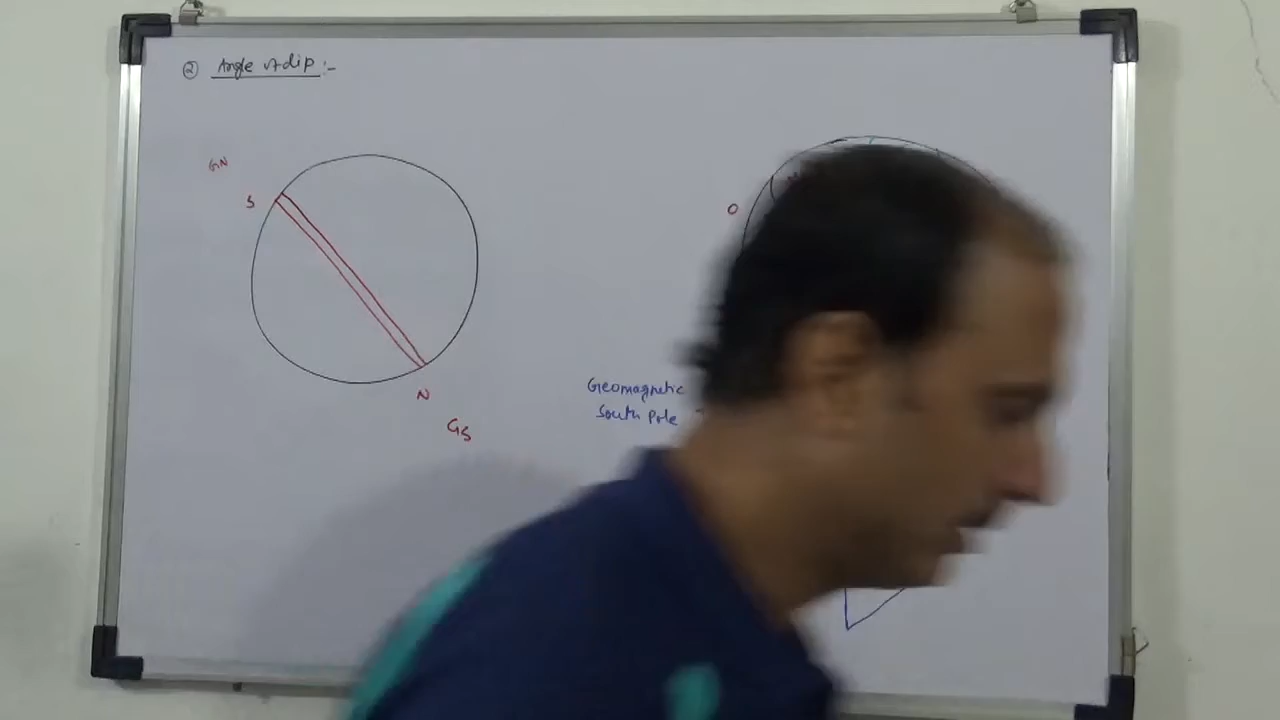 ② Angle of dip :-
GN
S
O
Geomagnetic
South Pole
N
GS